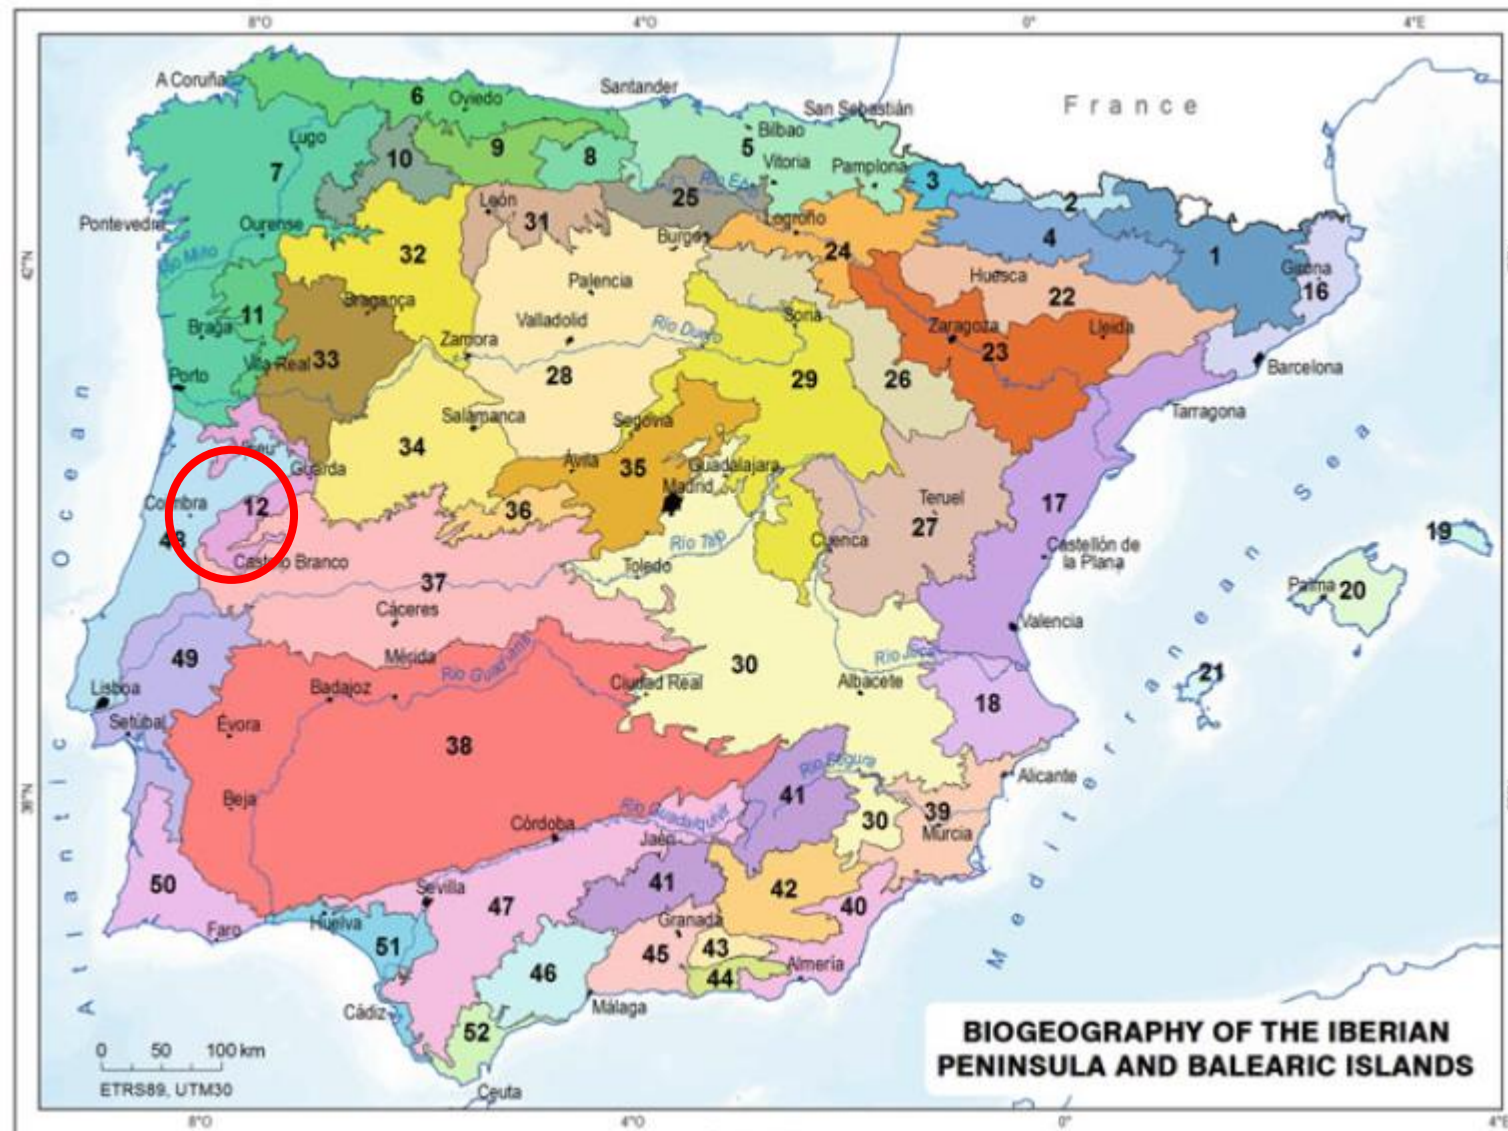 8°O 4°O 0° 4°E
A Coruña
6
Oviedo
Santander
San Sebastián
France
Lugo
7
10
9
8
5
Bilbao
Vitoria
Pamplona
3
2
León
31
25
Río Ebro
Logroño
4
1
Pontevedra
Ourense
Río Miño
32
Burgos
24
Huesca
Girona
16
Palencia
22
Bragança
Valladolid
Soria
11
Braga
Zamora
Río Duero
Zaragoza
Lleida
Vila Real
33
23
Barcelona
Porto
28
29
26
Salamanca
Segovia
Tarragona
Viseu
34
Ávila
35
Guadalajara
Guarda
Madrid
Coimbra
12
36
Teruel
17
48
27
19
Castelo Branco
Río Tajo
Cuenca
Castellón de
la Plana
Toledo
37
Palma
20
Cáceres
Valencia
49
Mérida
Río Guadiana
30
21
Lisboa
Badajoz
Ciudad Real
Albacete
18
Setúbal
Évora
38
Río Segura
Alicante
Beja
41
Río Guadalquivir
39
Córdoba
30
Murcia
Jaén
50
Sevilla
41
42
47
40
Faro
Huelva
Granada
51
45
43
46
44
Almería
Cádiz
Málaga
52
Ceuta
Atlantic Ocean
Mediterranean Sea
BIOGEOGRAPHY OF THE IBERIAN
PENINSULA AND BALEARIC ISLANDS
0 50 100 km
ETRS89, UTM30
8°O 4°O 0° 4°E